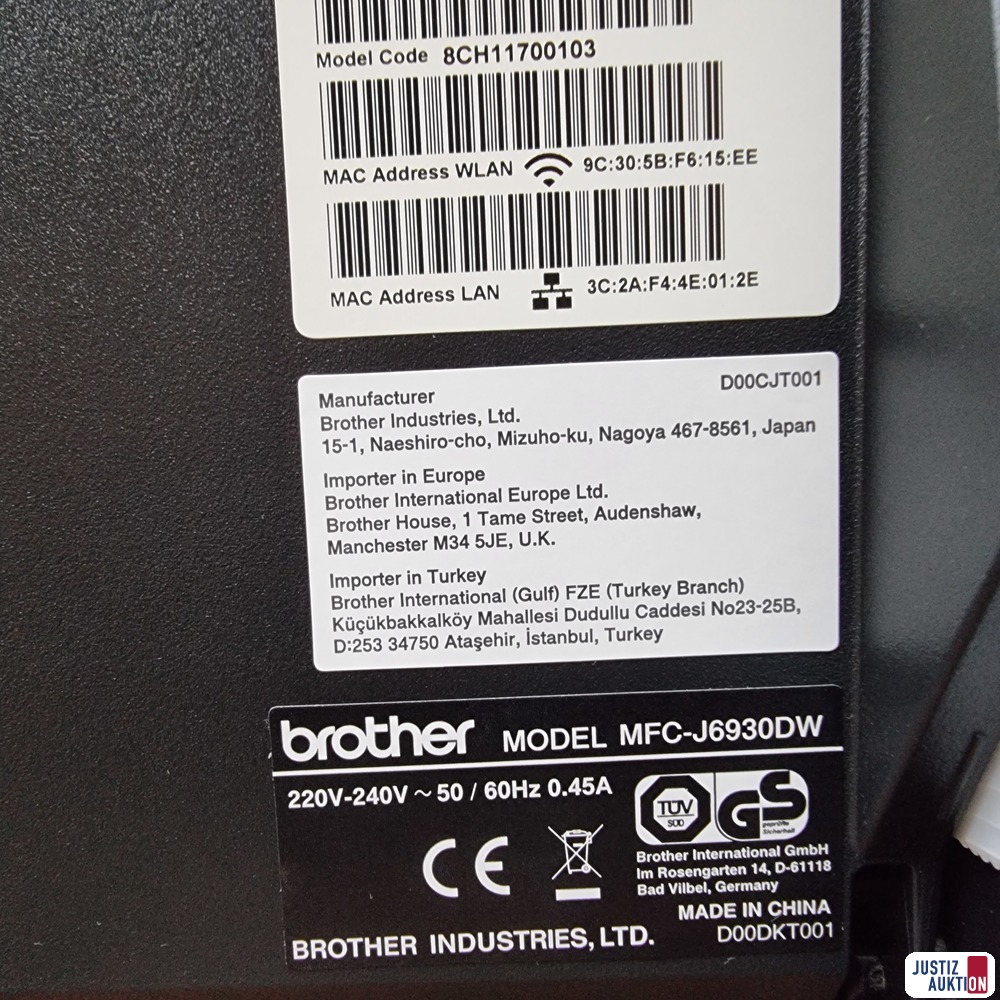 Model Code 8CH11700103
MAC Address WLAN 9C:30:5B:F6:15:EE
MAC Address LAN 3C:2A:F4:4E:01:2E
D00CJT001
Manufacturer
Brother Industries, Ltd.
15-1, Naeshiro-cho, Mizuho-ku, Nagoya 467-8561, Japan
Importer in Europe
Brother International Europe Ltd.
Brother House, 1 Tame Street, Audenshaw,
Manchester M34 5JE, U.K.
Importer in Turkey
Brother International (Gulf) FZE (Turkey Branch)
Küçükbakkalköy Mahallesi Dudullu Caddesi No23-25B,
D:253 34750 Ataşehir, İstanbul, Turkey
brother MODEL MFC-J6930DW
220V-240V ~ 50 / 60Hz 0.45A
TÜV
SÜD
GS
geprüfte
Sicherheit
CE
Brother International GmbH
Im Rosengarten 14, D-61118
Bad Vilbel, Germany
MADE IN CHINA
BROTHER INDUSTRIES, LTD.
D00DKT001
JUSTIZ
AUKTION